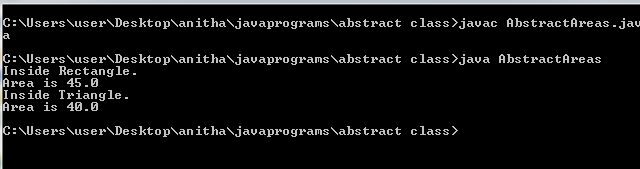 C:\Users\user\Desktop\anitha\javaprograms\abstract class>javac AbstractAreas.jav
a
C:\Users\user\Desktop\anitha\javaprograms\abstract class>java AbstractAreas
Inside Rectangle.
Area is 45.0
Inside Triangle.
Area is 40.0
C:\Users\user\Desktop\anitha\javaprograms\abstract class>